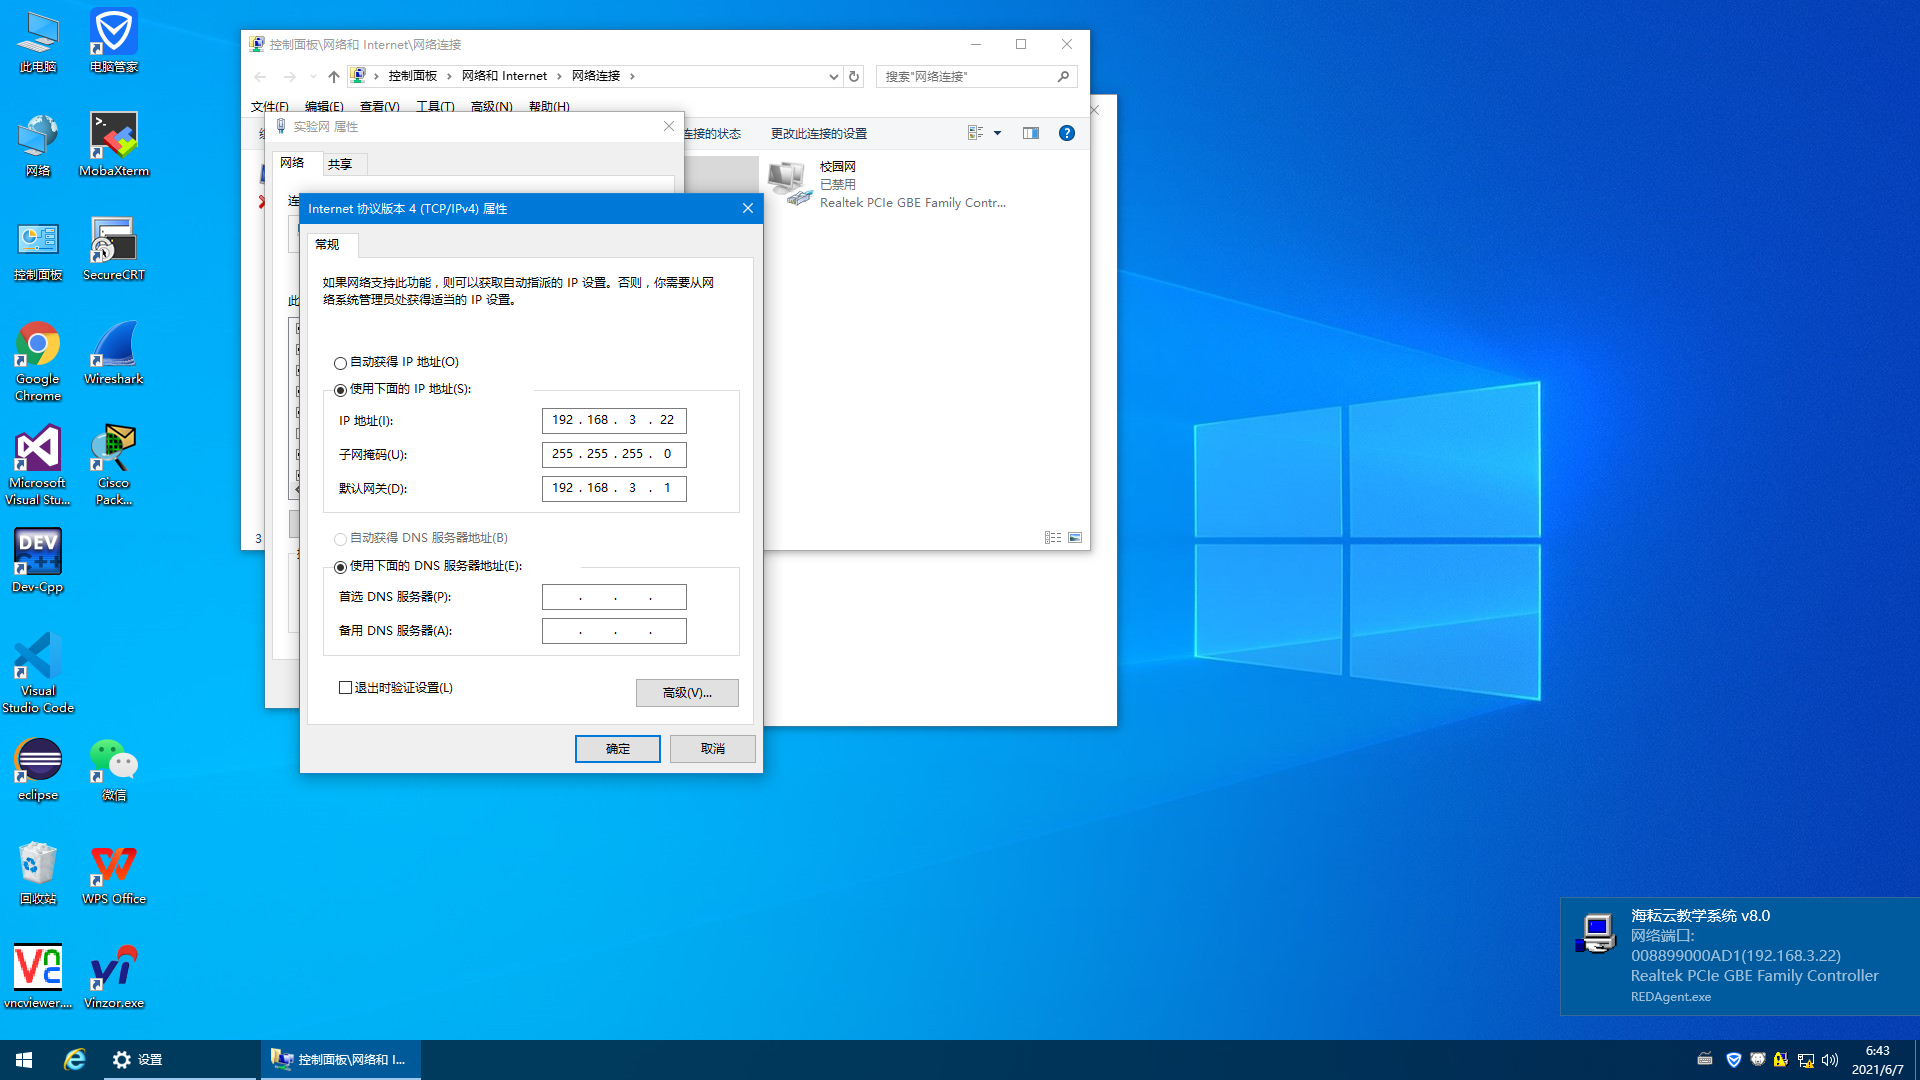 此电脑
电脑管家
网络
MobaXterm
控制面板
SecureCRT
Google
Chrome
Wireshark
Microsoft
Visual Stu...
Cisco
Pack...
DEV
C++
Dev-Cpp
Visual
Studio Code
eclipse
微信
回收站
WPS Office
vncviewer....
Vinzor.exe
控制面板\网络和 Internet\网络连接
控制面板 › 网络和 Internet › 网络连接 ›
搜索"网络连接"
文件(F) 编辑(E) 查看(V) 工具(T) 高级(N) 帮助(H)
连接的状态 更改此连接的设置
校园网
已禁用
Realtek PCIe GBE Family Contr...
3
实验网 属性
网络 共享
Internet 协议版本 4 (TCP/IPv4) 属性
常规
如果网络支持此功能，则可以获取自动指派的 IP 设置。否则，你需要从网
络系统管理员处获得适当的 IP 设置。
自动获得 IP 地址(O)
使用下面的 IP 地址(S):
IP 地址(I): 192 . 168 . 3 . 22
子网掩码(U): 255 . 255 . 255 . 0
默认网关(D): 192 . 168 . 3 . 1
自动获得 DNS 服务器地址(B)
使用下面的 DNS 服务器地址(E):
首选 DNS 服务器(P): . . .
备用 DNS 服务器(A): . . .
退出时验证设置(L)
高级(V)...
确定 取消
海耘云教学系统 v8.0
网络端口:
008899000AD1(192.168.3.22)
Realtek PCIe GBE Family Controller
REDAgent.exe
设置
控制面板\网络和 I...
6:43
2021/6/7